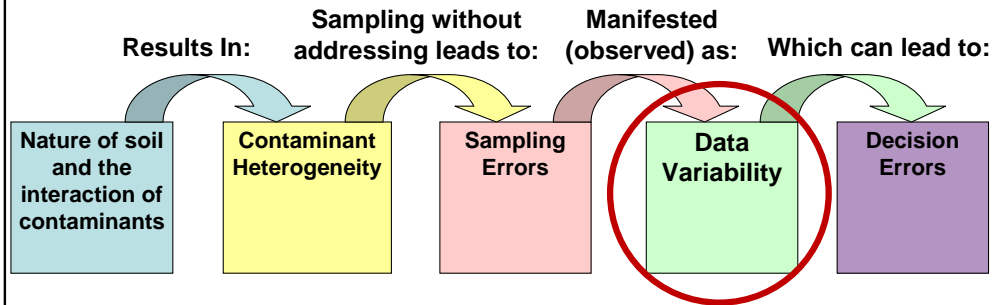 Results In:
Sampling without
addressing leads to:
Manifested
(observed) as:
Which can lead to:
Nature of soil
and the
interaction of
contaminants
Contaminant
Heterogeneity
Sampling
Errors
Data
Variability
Decision
Errors